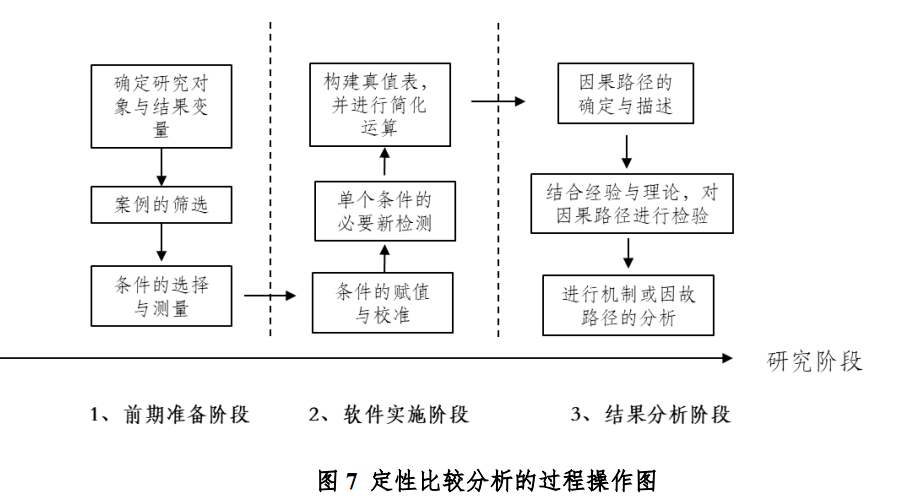 确定研究对
象与结果变
量
案例的筛选
条件的选择
与测量
构建真值表，
并进行简化
运算
单个条件的
必要新检测
条件的赋值
与校准
因果路径的
确定与描述
结合经验与理论，对
因果路径进行检验
进行机制或因故
路径的分析
研究阶段
1、前期准备阶段
2、软件实施阶段
3、结果分析阶段
图 7 定性比较分析的过程操作图